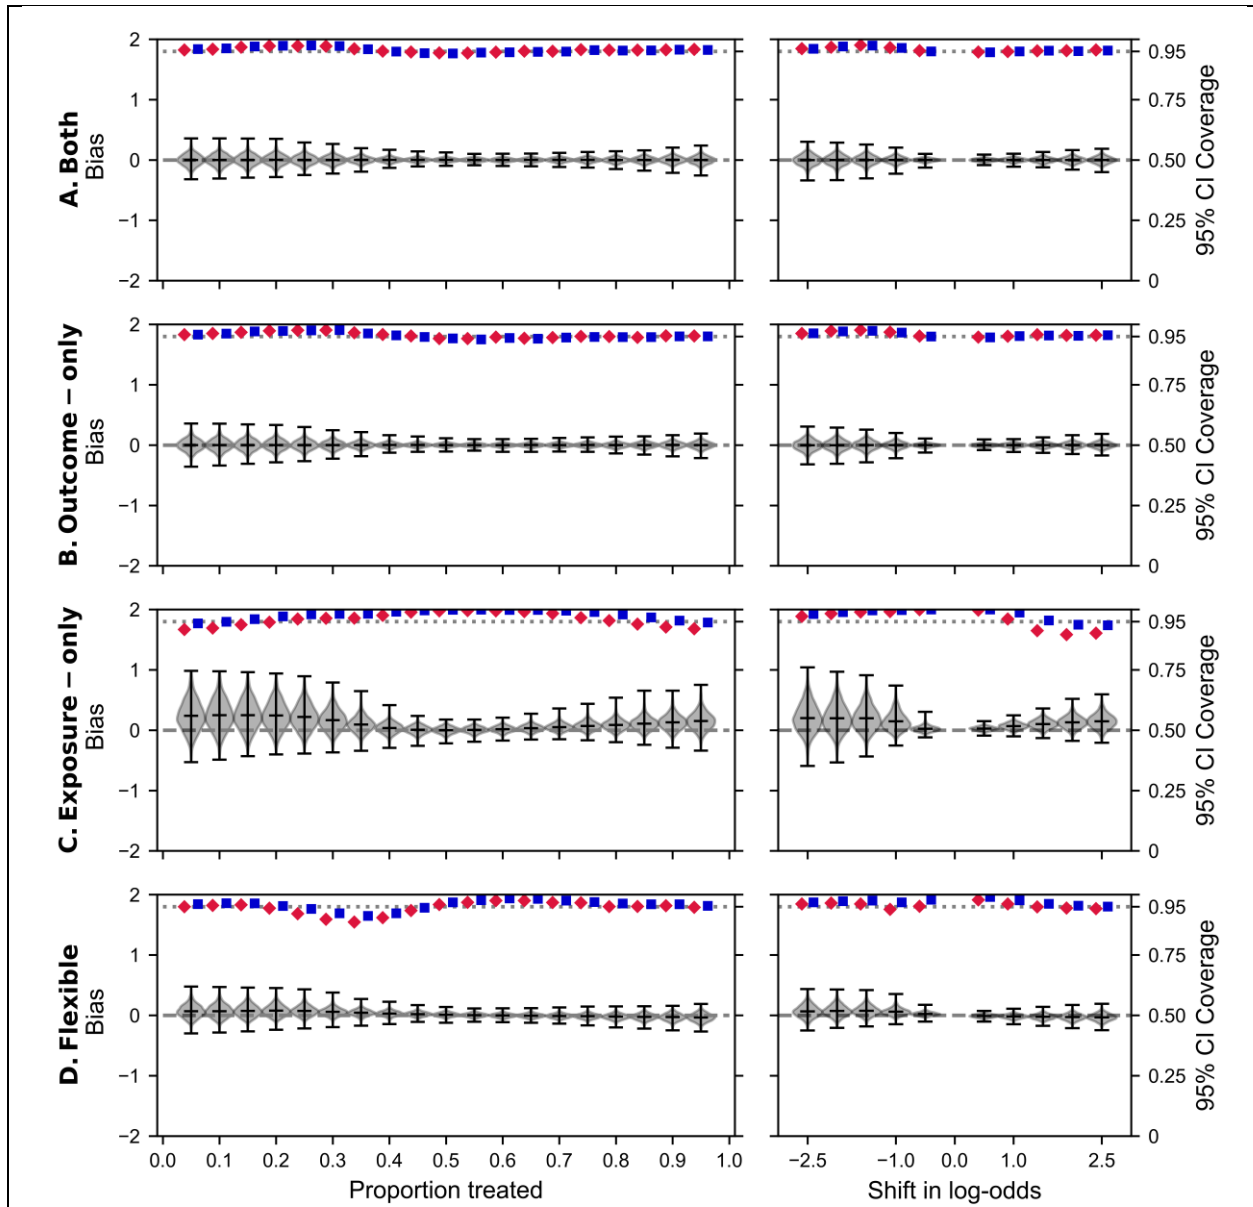 A. Both
Bias
2
1
0
−1
−2
0.95
0.75
0.50
0.25
0
95% CI Coverage
B. Outcome − only
Bias
2
1
0
−1
−2
0.95
0.75
0.50
0.25
0
95% CI Coverage
C. Exposure − only
Bias
2
1
0
−1
−2
0.95
0.75
0.50
0.25
0
95% CI Coverage
D. Flexible
Bias
2
1
0
−1
−2
0.95
0.75
0.50
0.25
0
95% CI Coverage
0.0 0.1 0.2 0.3 0.4 0.5 0.6 0.7 0.8 0.9 1.0
Proportion treated
−2.5 −1.0 0.0 1.0 2.5
Shift in log-odds